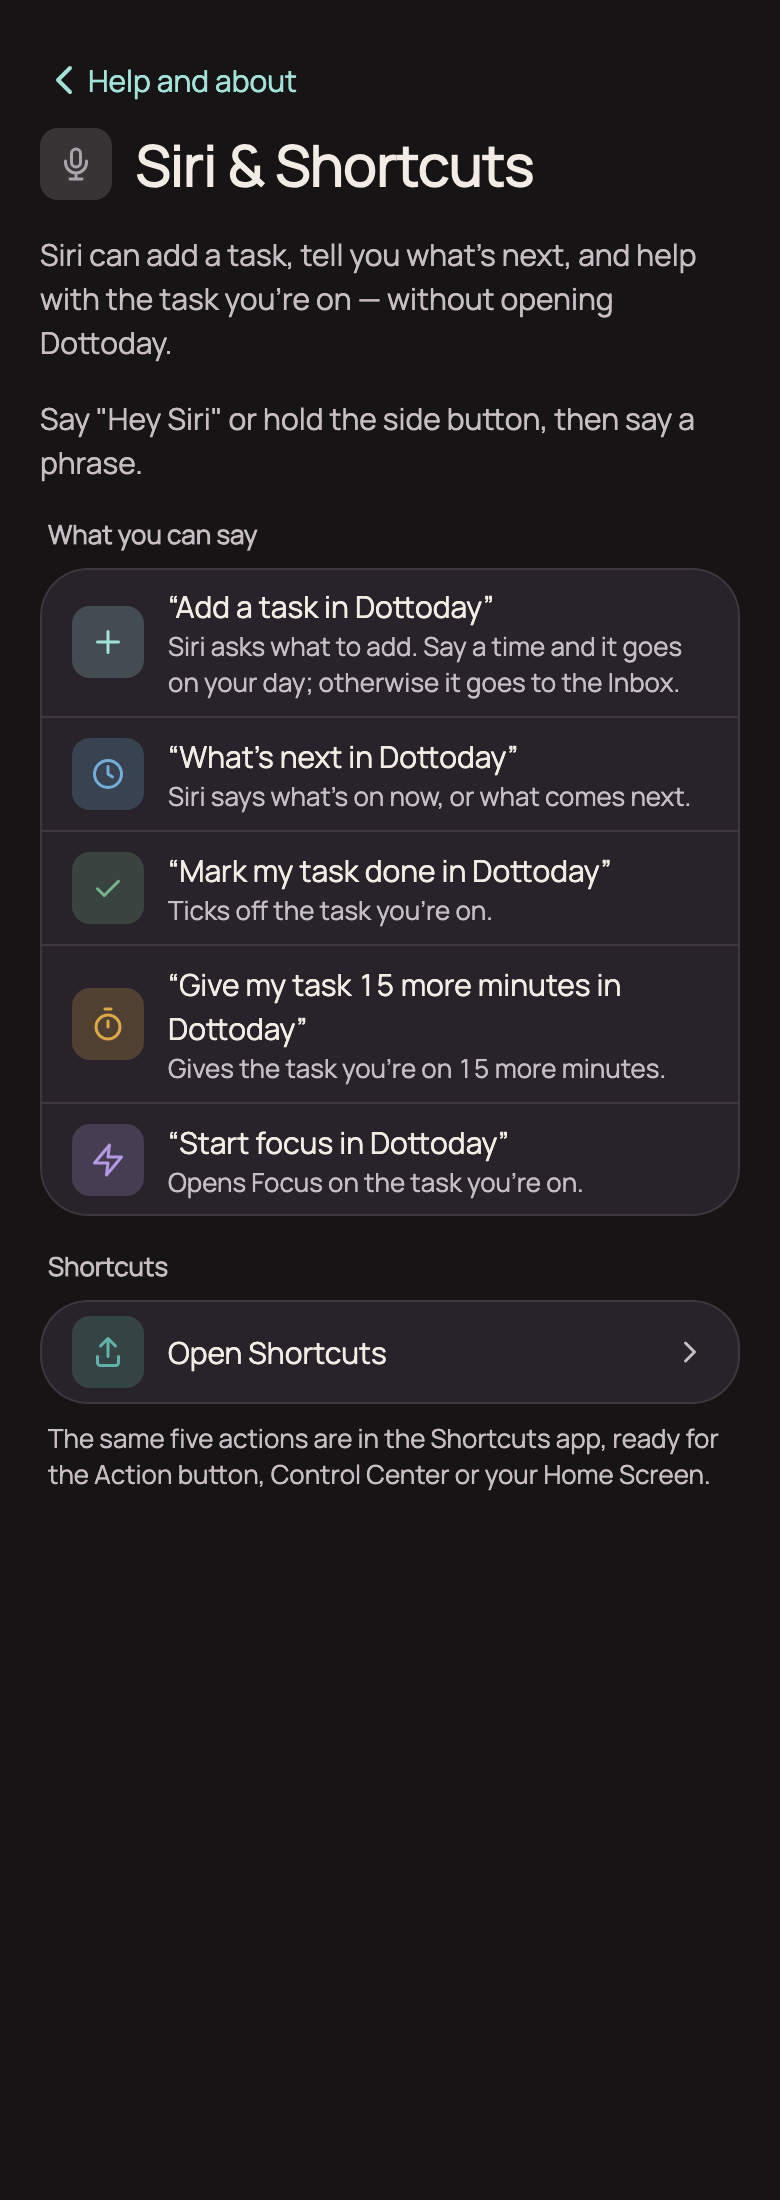 Help and about
Siri & Shortcuts
Siri can add a task, tell you what’s next, and help
with the task you’re on — without opening
Dottoday.
Say "Hey Siri" or hold the side button, then say a
phrase.
What you can say
“Add a task in Dottoday”
Siri asks what to add. Say a time and it goes
on your day; otherwise it goes to the Inbox.
“What’s next in Dottoday”
Siri says what’s on now, or what comes next.
“Mark my task done in Dottoday”
Ticks off the task you’re on.
“Give my task 15 more minutes in
Dottoday”
Gives the task you’re on 15 more minutes.
“Start focus in Dottoday”
Opens Focus on the task you’re on.
Shortcuts
Open Shortcuts
The same five actions are in the Shortcuts app, ready for
the Action button, Control Center or your Home Screen.